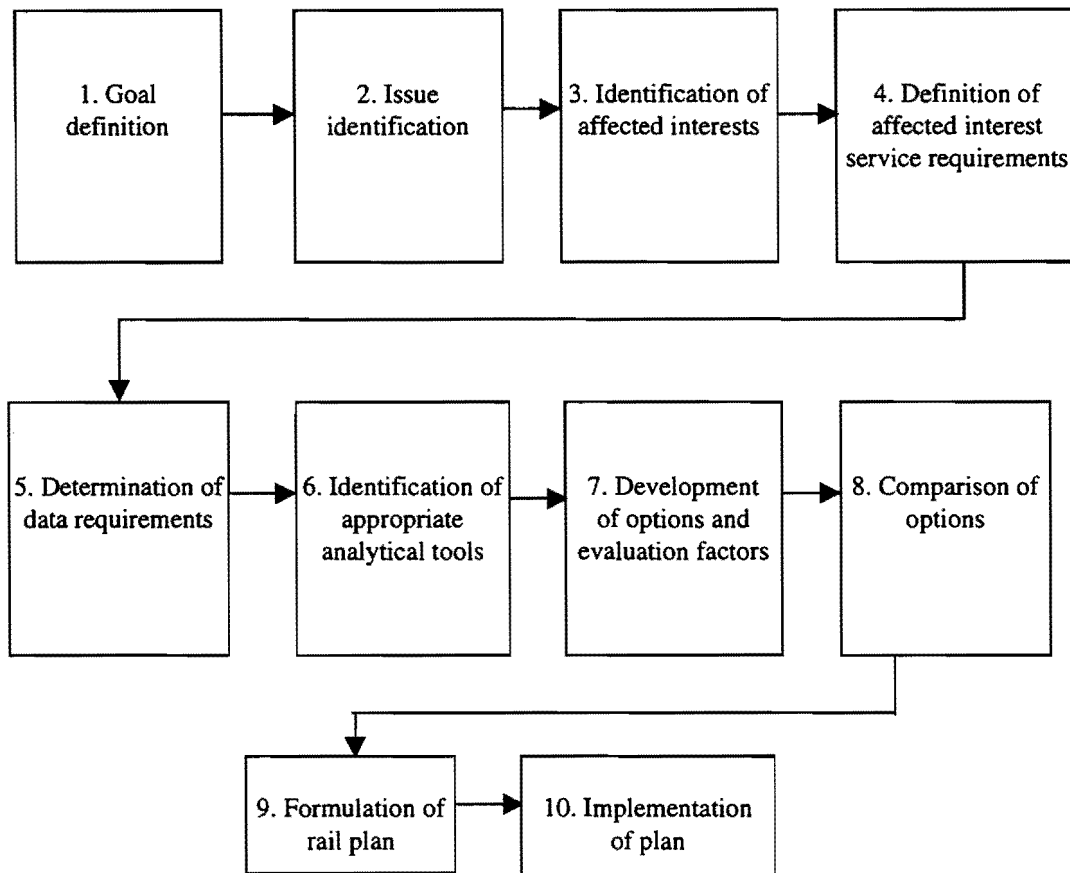 1. Goal
definition
2. Issue
identification
3. Identification of
affected interests
4. Definition of
affected interest
service requirements
5. Determination of
data requirements
6. Identification of
appropriate
analytical tools
7. Development
of options and
evaluation factors
8. Comparison of
options
9. Formulation of
rail plan
10. Implementation
of plan